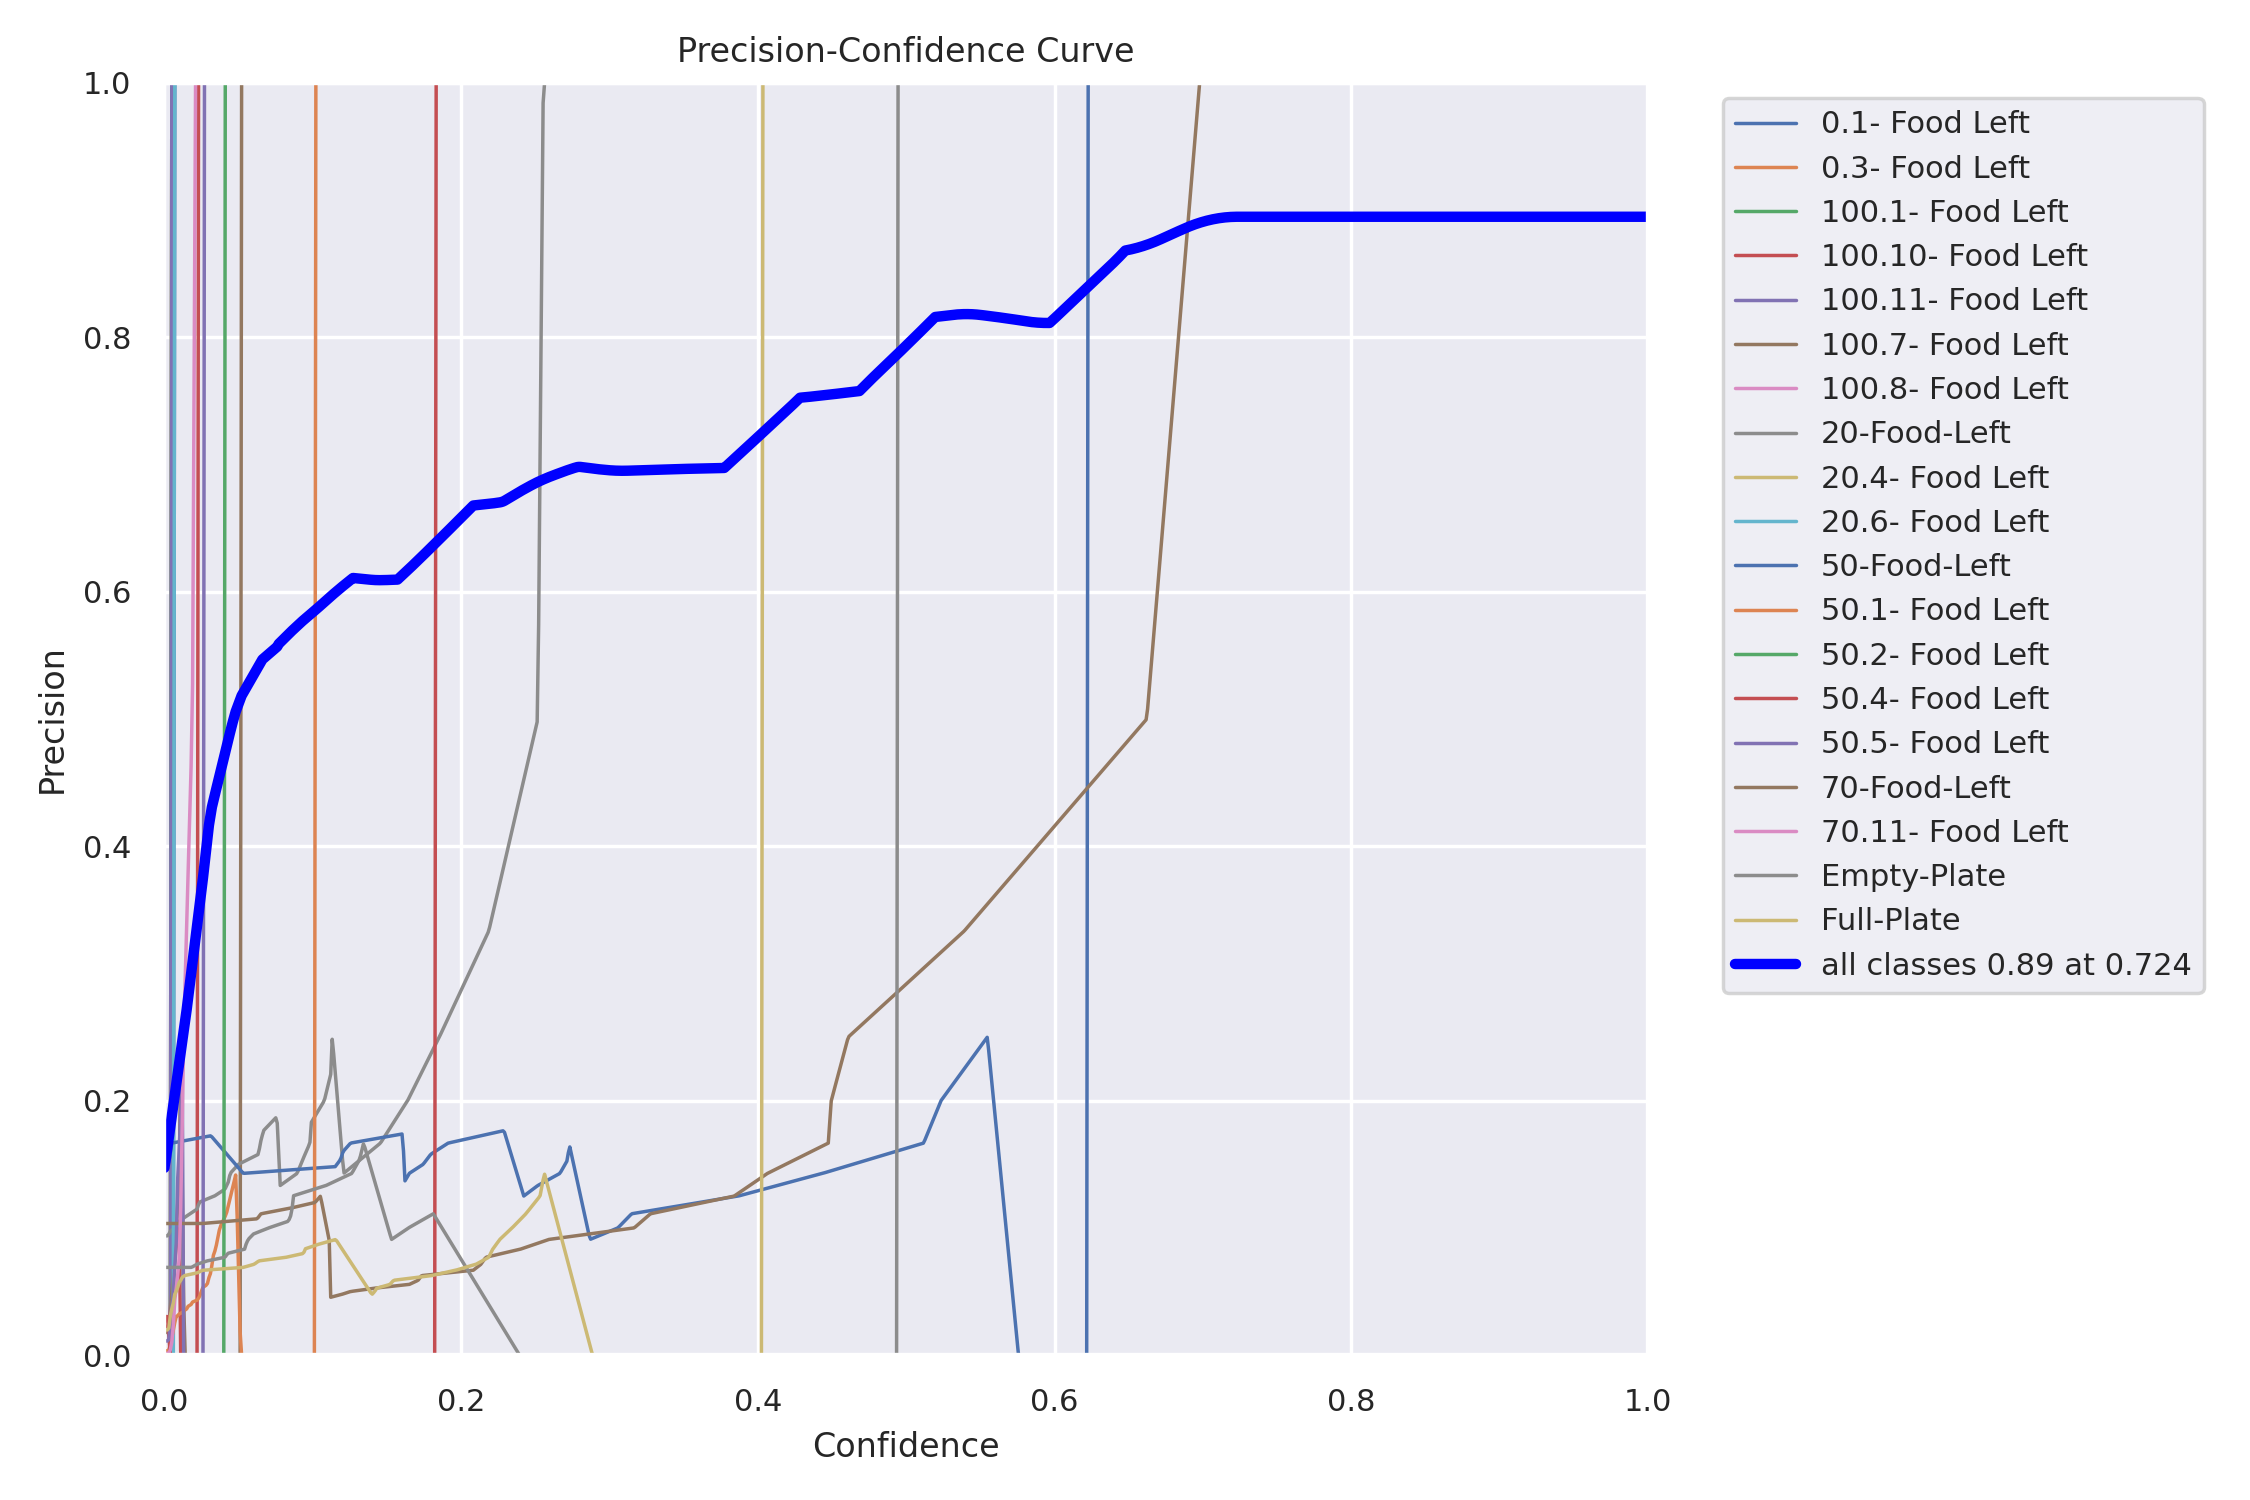 Precision-Confidence Curve
1.0
0.8
0.6
0.4
0.2
0.0
Precision
0.0 0.2 0.4 0.6 0.8 1.0
Confidence
0.1- Food Left
0.3- Food Left
100.1- Food Left
100.10- Food Left
100.11- Food Left
100.7- Food Left
100.8- Food Left
20-Food-Left
20.4- Food Left
20.6- Food Left
50-Food-Left
50.1- Food Left
50.2- Food Left
50.4- Food Left
50.5- Food Left
70-Food-Left
70.11- Food Left
Empty-Plate
Full-Plate
all classes 0.89 at 0.724